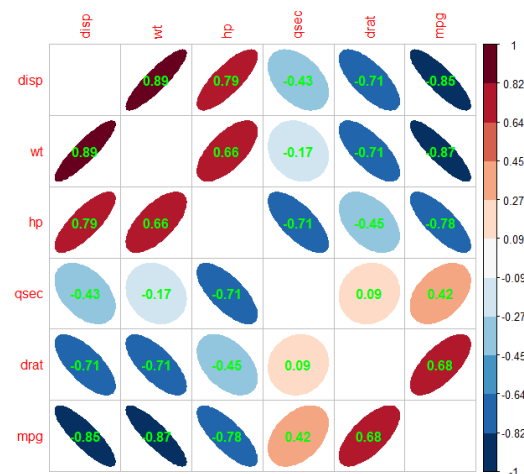 disp wt hp qsec drat mpg
disp 0.89 0.79 -0.43 -0.71 -0.85
wt 0.89 0.66 -0.17 -0.71 -0.87
hp 0.79 0.66 -0.71 -0.45 -0.78
qsec -0.43 -0.17 -0.71 0.09 0.42
drat -0.71 -0.71 -0.45 0.09 0.68
mpg -0.85 -0.87 -0.78 0.42 0.68
1
0.82
0.64
0.45
0.27
0.09
-0.09
-0.27
-0.45
-0.64
-0.82
-1